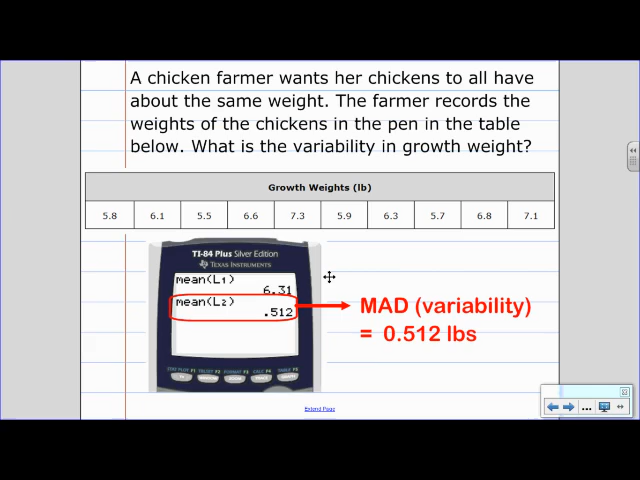 A chicken farmer wants her chickens to all have
about the same weight. The farmer records the
weights of the chickens in the pen in the table
below. What is the variability in growth weight?
Growth Weights (lb)
5.8 6.1 5.5 6.6 7.3 5.9 6.3 5.7 6.8 7.1
TI-84 Plus Silver Edition
TEXAS INSTRUMENTS
mean(L1)
6.31
mean(L2)
.512
MAD (variability)
= 0.512 lbs
Extend Page
...